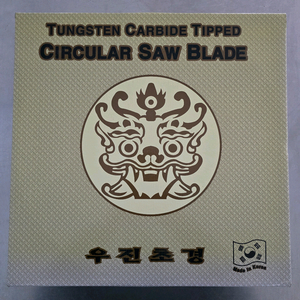 TUNGSTEN CARBIDE TIPPED
CIRCULAR SAW BLADE
우진초경
Made in Korea